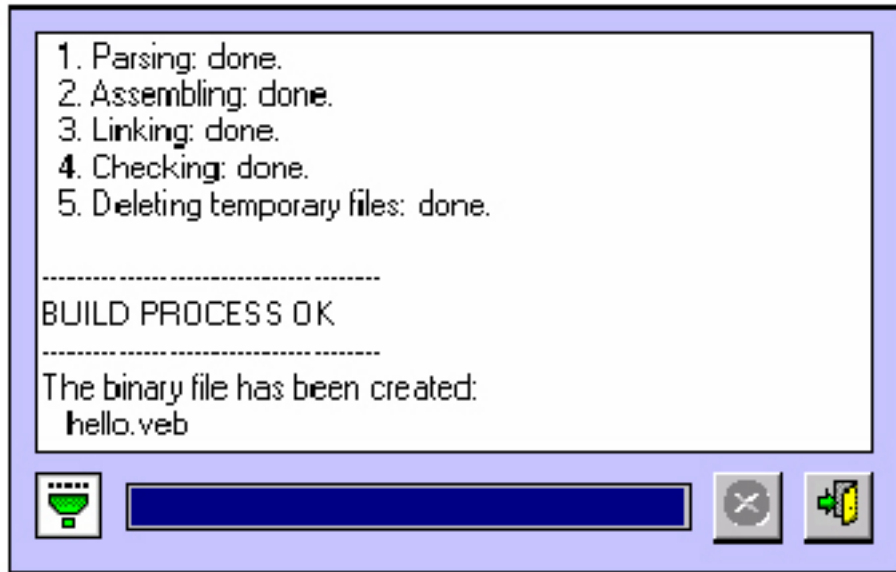 1. Parsing: done.
2. Assembling: done.
3. Linking: done.
4. Checking: done.
5. Deleting temporary files: done.
---------------------------------------
BUILD PROCESS OK
---------------------------------------
The binary file has been created:
hello.veb